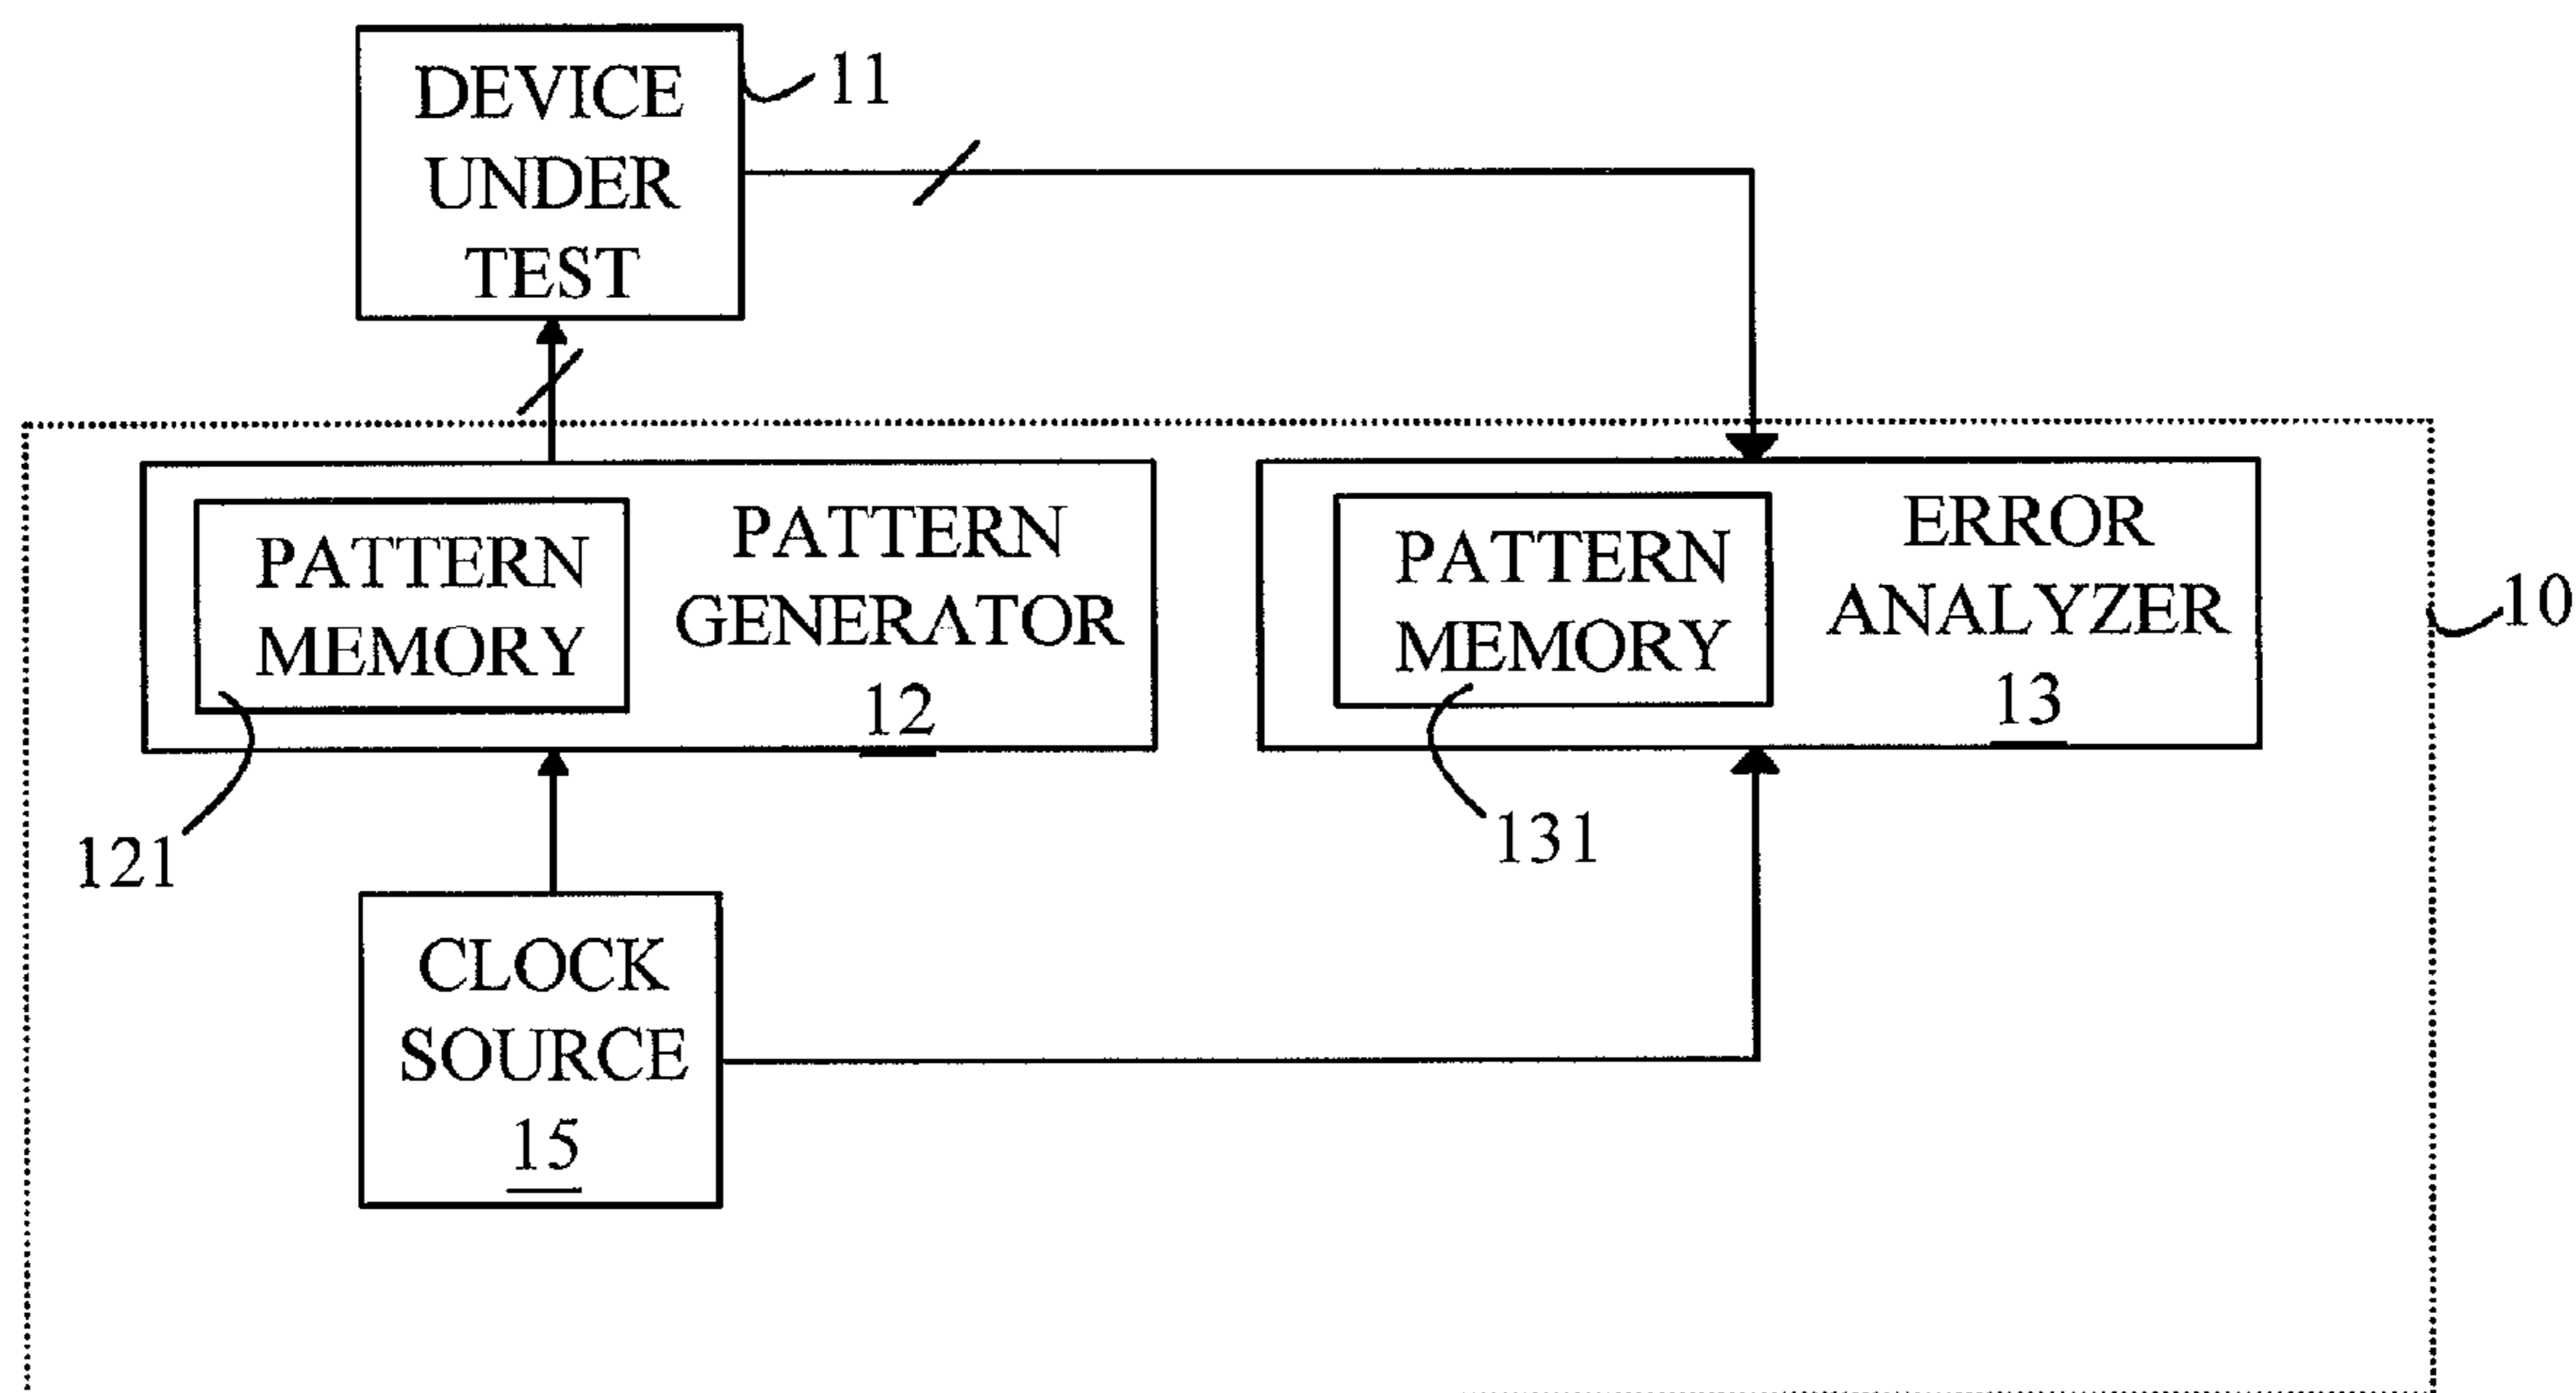 DEVICE
UNDER
TEST
11
PATTERN
MEMORY
PATTERN
GENERATOR
12
121
PATTERN
MEMORY
ERROR
ANALYZER
13
131
10
CLOCK
SOURCE
15